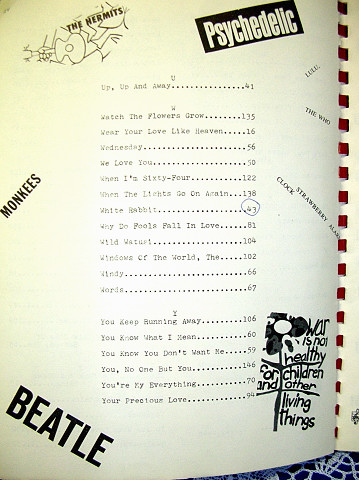 THE HERMITS
Psychedelic
LULU.
THE WHO
U
Up, Up And Away...............41
W
Watch The Flowers Grow........135
Wear Your Love Like Heaven....16
Wednesday.....................56
We Love You...................50
When I'm Sixty-Four...........122
When The Lights Go On Again...138
White Rabbit..................43
Why Do Fools Fall In Love.....81
Wild Watusi...................104
Windows Of The World, The.....102
Windy.........................66
Words.........................67
Y
You Keep Running Away.........106
You Know What I Mean..........60
You Know You Don't Want Me....59
You, No One But You...........146
You're My Everything..........70
Your Precious Love............94
MONKEES
CLOCK
STRAWBERRY ALARM
war
is not
healthy
for children
and other
living
things
BEATLE